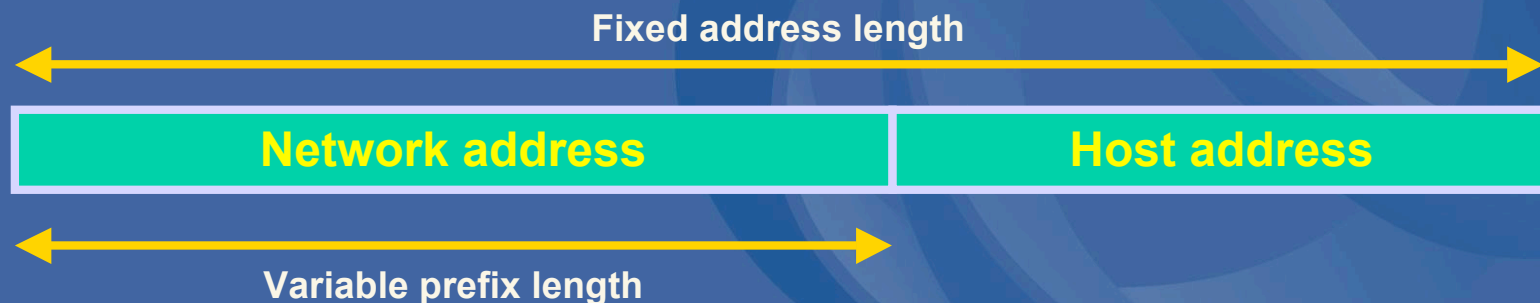 Fixed address length
Network address Host address
Variable prefix length